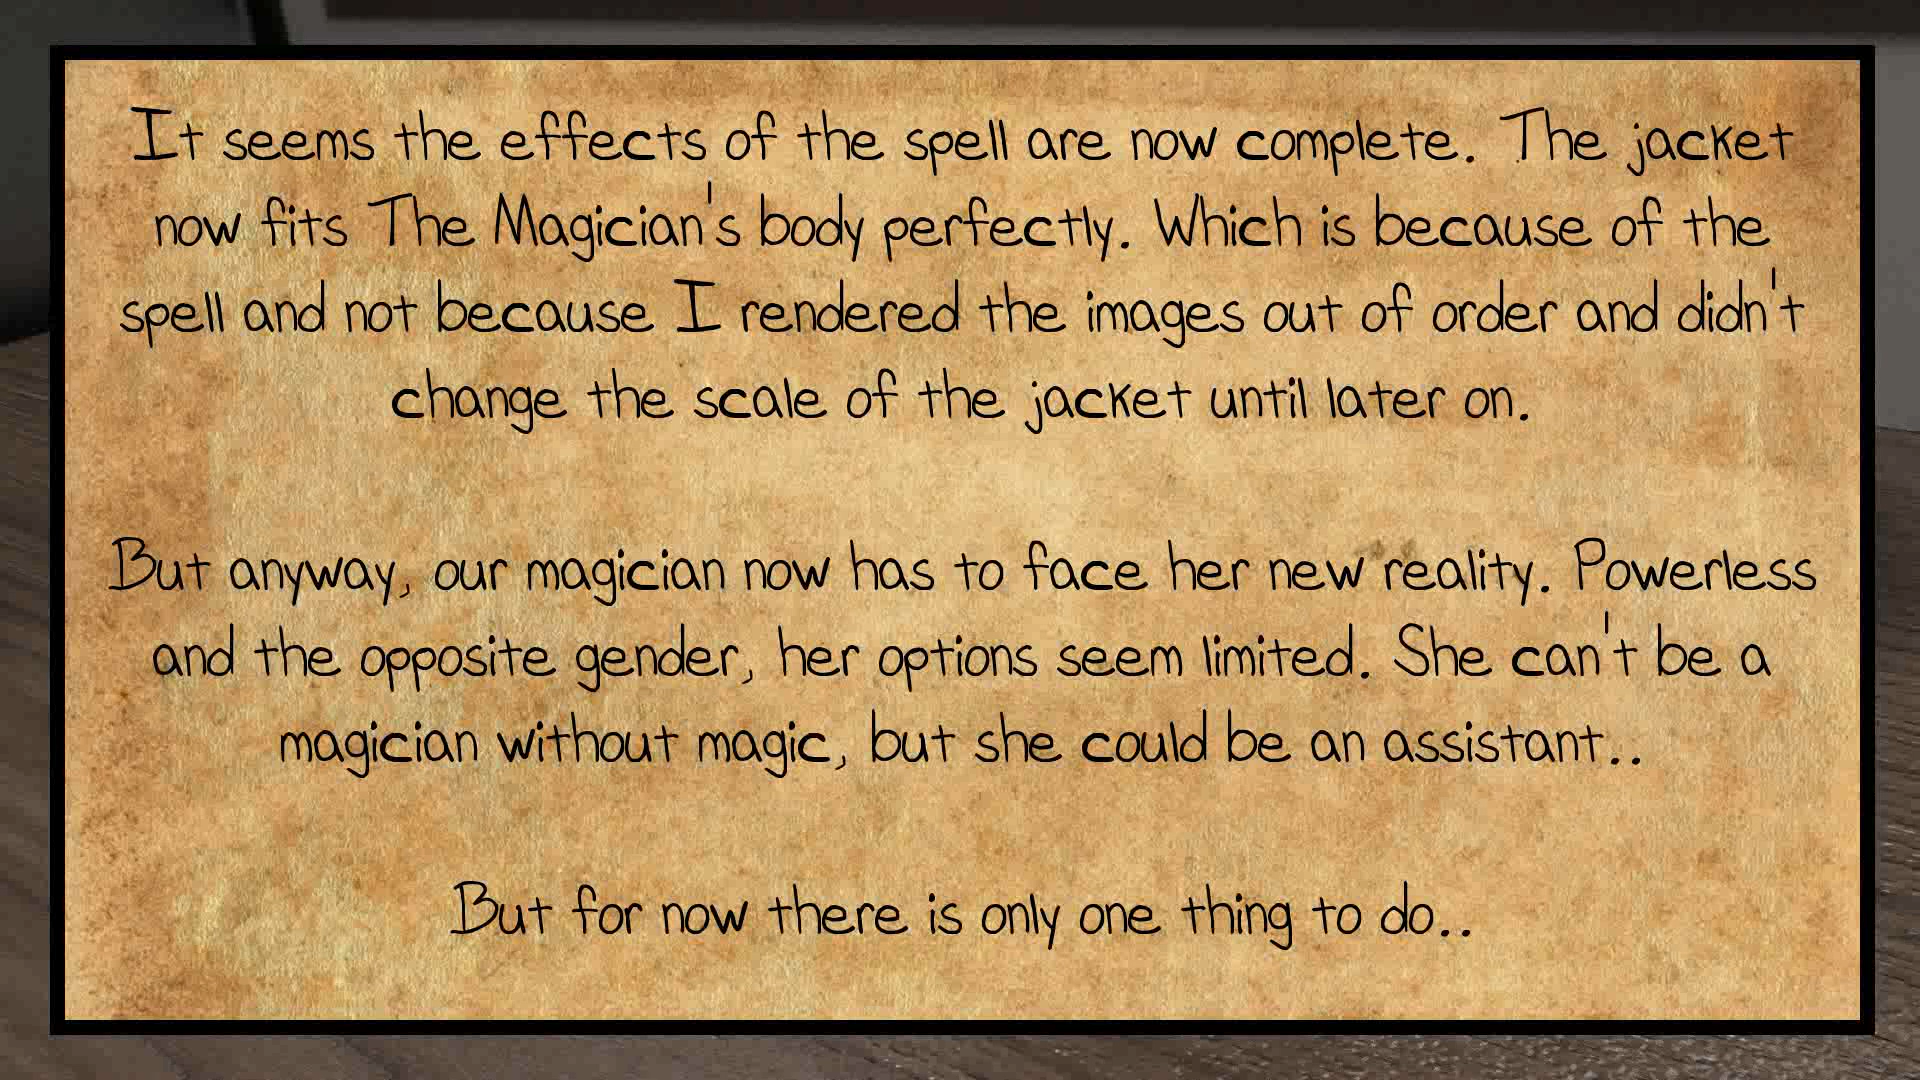 It seems the effects of the spell are now complete. The jacket
now fits The Magician's body perfectly. Which is because of the
spell and not because I rendered the images out of order and didn't
change the scale of the jacket until later on.
But anyway, our magician now has to face her new reality. Powerless
and the opposite gender, her options seem limited. She can't be a
magician without magic, but she could be an assistant..
But for now there is only one thing to do..